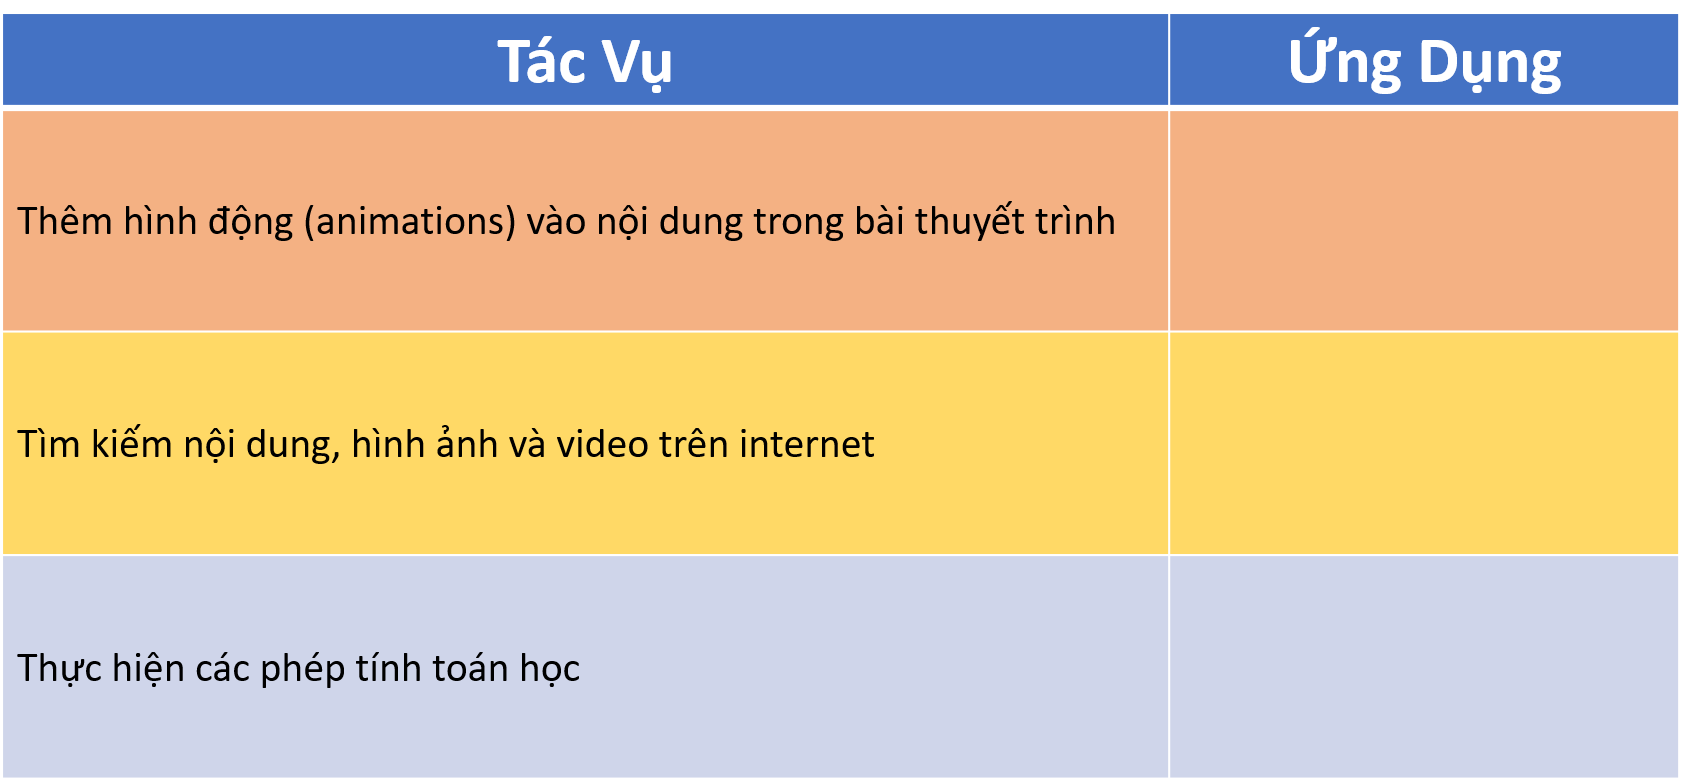 Tác Vụ
Ứng Dụng
Thêm hình động (animations) vào nội dung trong bài thuyết trình
Tìm kiếm nội dung, hình ảnh và video trên internet
Thực hiện các phép tính toán học